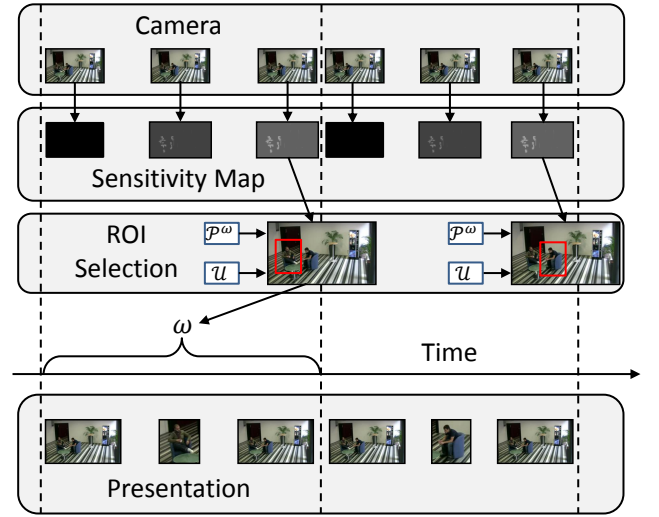 Camera
Sensitivity Map
ROI
Selection
𝒫^ω
𝒰
𝒫^ω
𝒰
ω
Time
Presentation